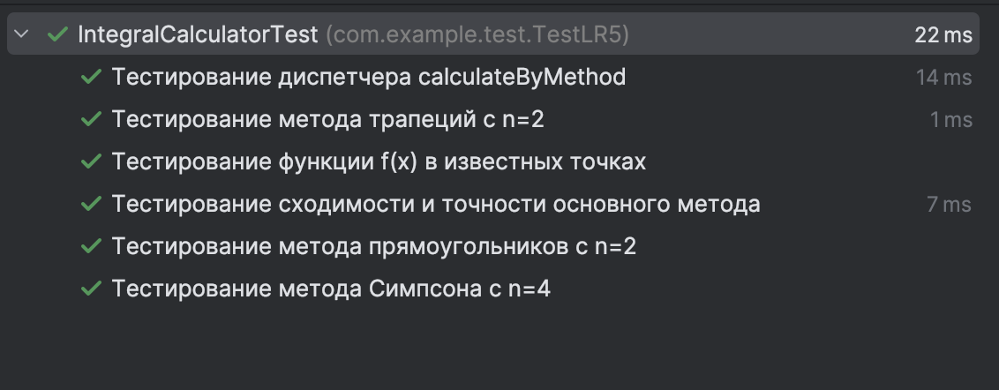 IntegralCalculatorTest (com.example.test.TestLR5) 22 ms
Тестирование диспетчера calculateByMethod 14 ms
Тестирование метода трапеций с n=2 1 ms
Тестирование функции f(x) в известных точках
Тестирование сходимости и точности основного метода 7 ms
Тестирование метода прямоугольников с n=2
Тестирование метода Симпсона с n=4